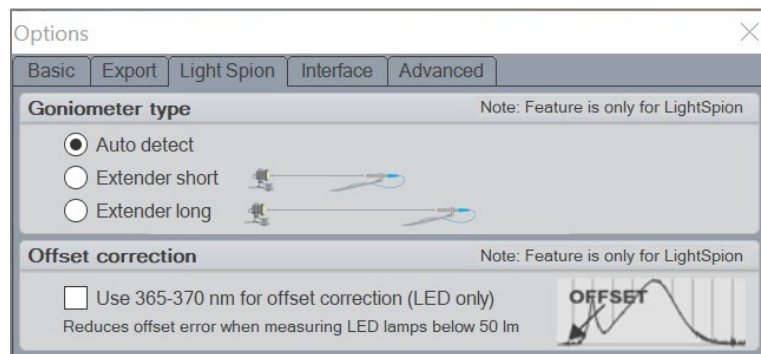 Options
Basic Export Light Spion Interface Advanced
Goniometer type Note: Feature is only for LightSpion
Auto detect
Extender short
Extender long
Offset correction Note: Feature is only for LightSpion
Use 365-370 nm for offset correction (LED only)
OFFSET
Reduces offset error when measuring LED lamps below 50 lm